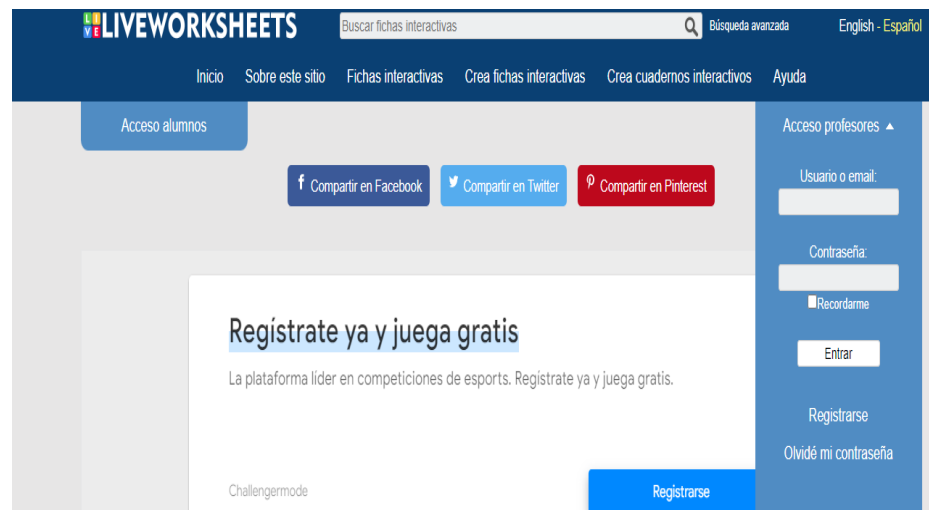 LIVEWORKSHEETS
Buscar fichas interactivas
Búsqueda avanzada
English - Español
Inicio Sobre este sitio Fichas interactivas Crea fichas interactivas Crea cuadernos interactivos Ayuda
Acceso alumnos
Acceso profesores
Compartir en Facebook
Compartir en Twitter
Compartir en Pinterest
Usuario o email:
Contraseña:
Recordarme
Entrar
Registrarse
Olvidé mi contraseña
Regístrate ya y juega gratis
La plataforma líder en competiciones de esports. Regístrate ya y juega gratis.
Challengermode
Registrarse